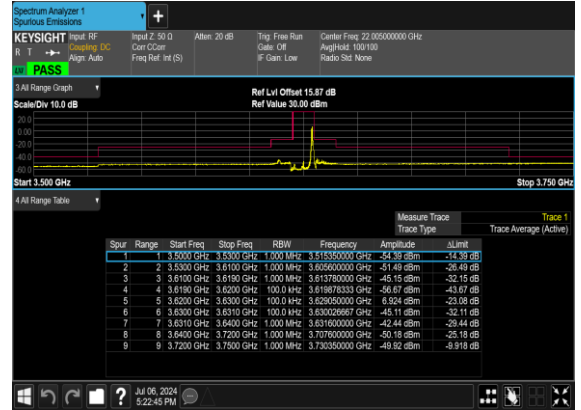 Spectrum Analyzer 1
Spurious Emissions
KEYSIGHT Input: RF Input Z: 50 Ω Atten: 20 dB Trig: Free Run Center Freq: 22.005000000 GHz
R T Coupling: DC Corr CCorr Gate: Off Avg|Hold: 100/100
Align: Auto Freq Ref: Int (S) IF Gain: Low Radio Std: None
LXI PASS
3 All Range Graph Ref Lvl Offset 15.87 dB
Scale/Div 10.0 dB Ref Value 30.00 dBm
20.0
0.00
-20.0
-40.0
-60.0
Start 3.500 GHz Stop 3.750 GHz
4 All Range Table
Measure Trace Trace 1
Trace Type Trace Average (Active)
Spur Range Start Freq Stop Freq RBW Frequency Amplitude ΔLimit
1 1 3.5000 GHz 3.5300 GHz 1.000 MHz 3.515350000 GHz -54.39 dBm -14.39 dB
2 2 3.5300 GHz 3.6100 GHz 1.000 MHz 3.605600000 GHz -51.49 dBm -26.49 dB
3 3 3.6100 GHz 3.6190 GHz 1.000 MHz 3.613780000 GHz -45.15 dBm -32.15 dB
4 4 3.6190 GHz 3.6200 GHz 100.0 kHz 3.619878333 GHz -56.67 dBm -43.67 dB
5 5 3.6200 GHz 3.6300 GHz 100.0 kHz 3.629050000 GHz 6.924 dBm -23.08 dB
6 6 3.6300 GHz 3.6310 GHz 100.0 kHz 3.630026667 GHz -45.11 dBm -32.11 dB
7 7 3.6310 GHz 3.6400 GHz 1.000 MHz 3.631600000 GHz -42.44 dBm -29.44 dB
8 8 3.6400 GHz 3.7200 GHz 1.000 MHz 3.707600000 GHz -50.18 dBm -25.18 dB
9 9 3.7200 GHz 3.7500 GHz 1.000 MHz 3.730350000 GHz -49.92 dBm -9.918 dB
? Jul 06, 2024
5:22:45 PM